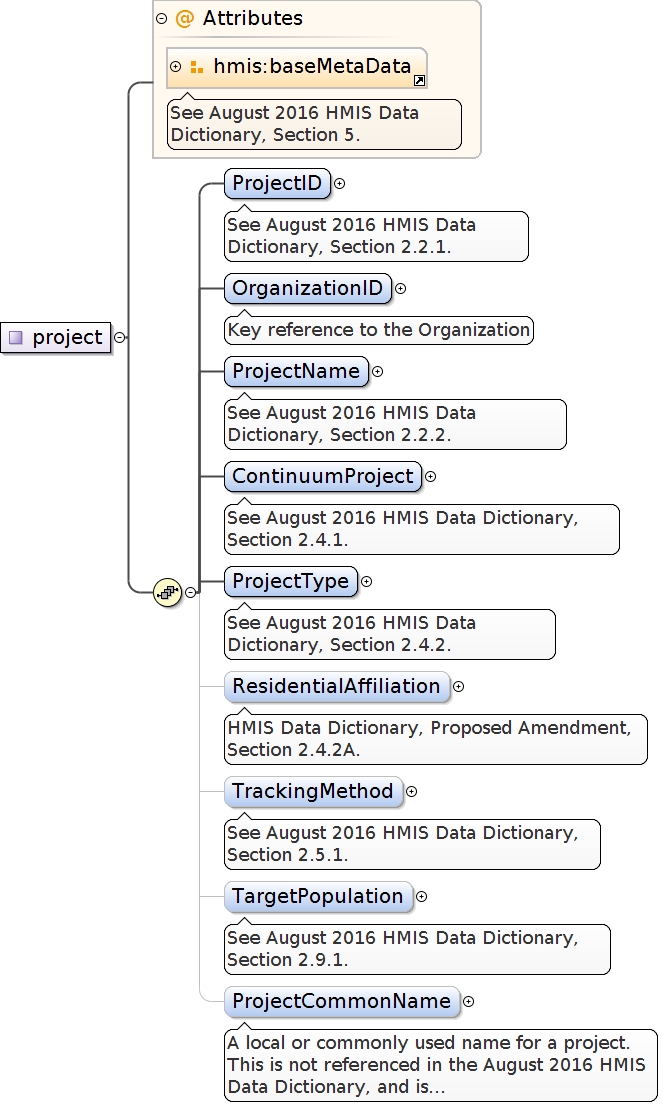 Attributes
hmis:baseMetaData
See August 2016 HMIS Data
Dictionary, Section 5.
project
ProjectID
See August 2016 HMIS Data
Dictionary, Section 2.2.1.
OrganizationID
Key reference to the Organization
ProjectName
See August 2016 HMIS Data
Dictionary, Section 2.2.2.
ContinuumProject
See August 2016 HMIS Data Dictionary,
Section 2.4.1.
ProjectType
See August 2016 HMIS Data
Dictionary, Section 2.4.2.
ResidentialAffiliation
HMIS Data Dictionary, Proposed Amendment,
Section 2.4.2A.
TrackingMethod
See August 2016 HMIS Data Dictionary,
Section 2.5.1.
TargetPopulation
See August 2016 HMIS Data Dictionary,
Section 2.9.1.
ProjectCommonName
A local or commonly used name for a project.
This is not referenced in the August 2016 HMIS
Data Dictionary, and is...